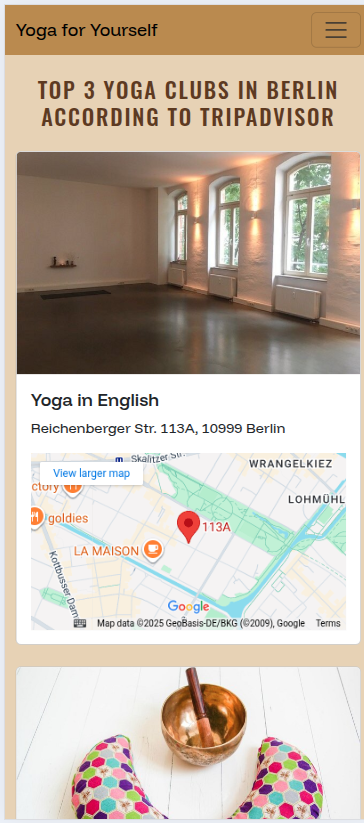 Yoga for Yourself
TOP 3 YOGA CLUBS IN BERLIN
ACCORDING TO TRIPADVISOR
Yoga in English
Reichenberger Str. 113A, 10999 Berlin
Skalitzer Str.
WRANGELKIEZ
View larger map
ctory
LOHMÜHL
goldies
113A
LA MAISON
Kottbusser Dam
Google
Map data ©2025 GeoBasis-DE/BKG (©2009), Google Terms